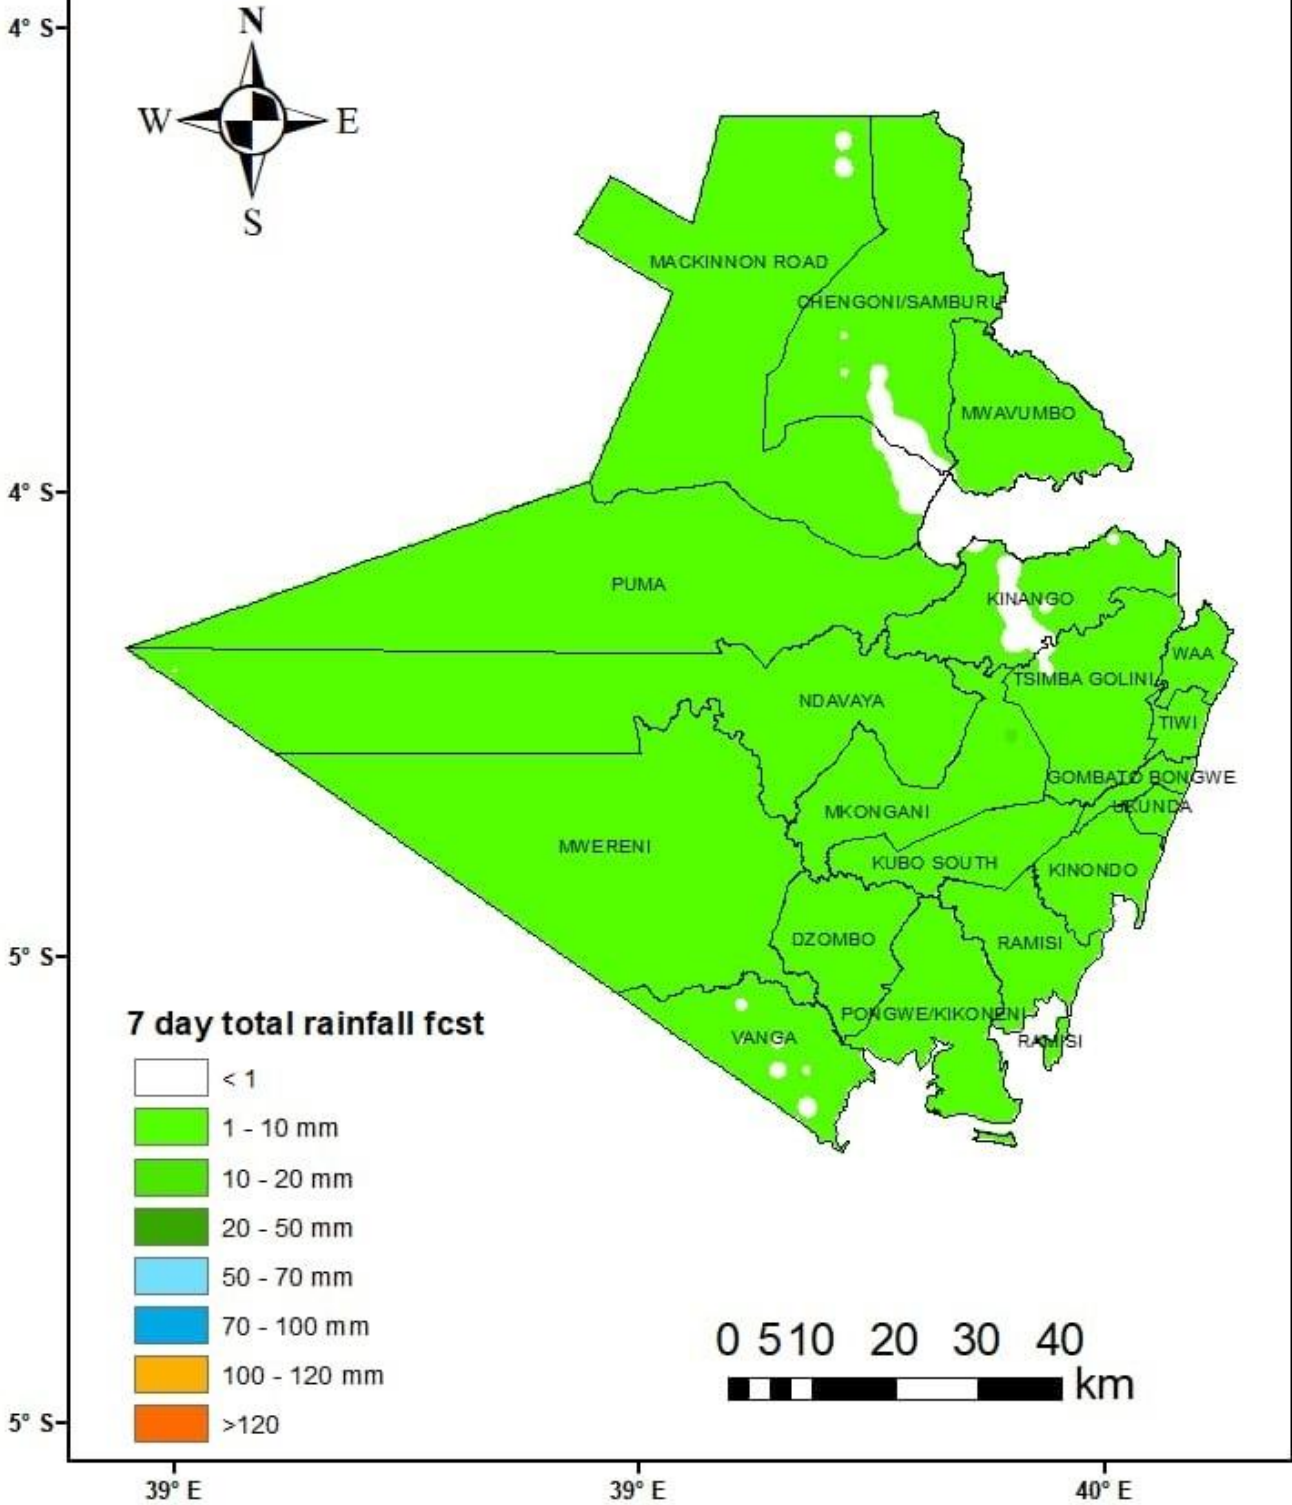 4° S
N
W E
S
MACKINNON ROAD
CHENGONI/SAMBURU
MWAVUMBO
4° S
PUMA
KINANGO
WAA
TSIMBA GOLINI
NDAVAYA
TIWI
GOMBATO BONGWE
UKUNDA
MKONGANI
MWERENI
KUBO SOUTH
KINONDO
DZOMBO
RAMISI
5° S
PONGWE/KIKONENI
VANGA
RAMISI
7 day total rainfall fcst
< 1
1 - 10 mm
10 - 20 mm
20 - 50 mm
50 - 70 mm
70 - 100 mm
100 - 120 mm
>120
0 5 10 20 30 40
km
5° S
39° E 39° E 40° E